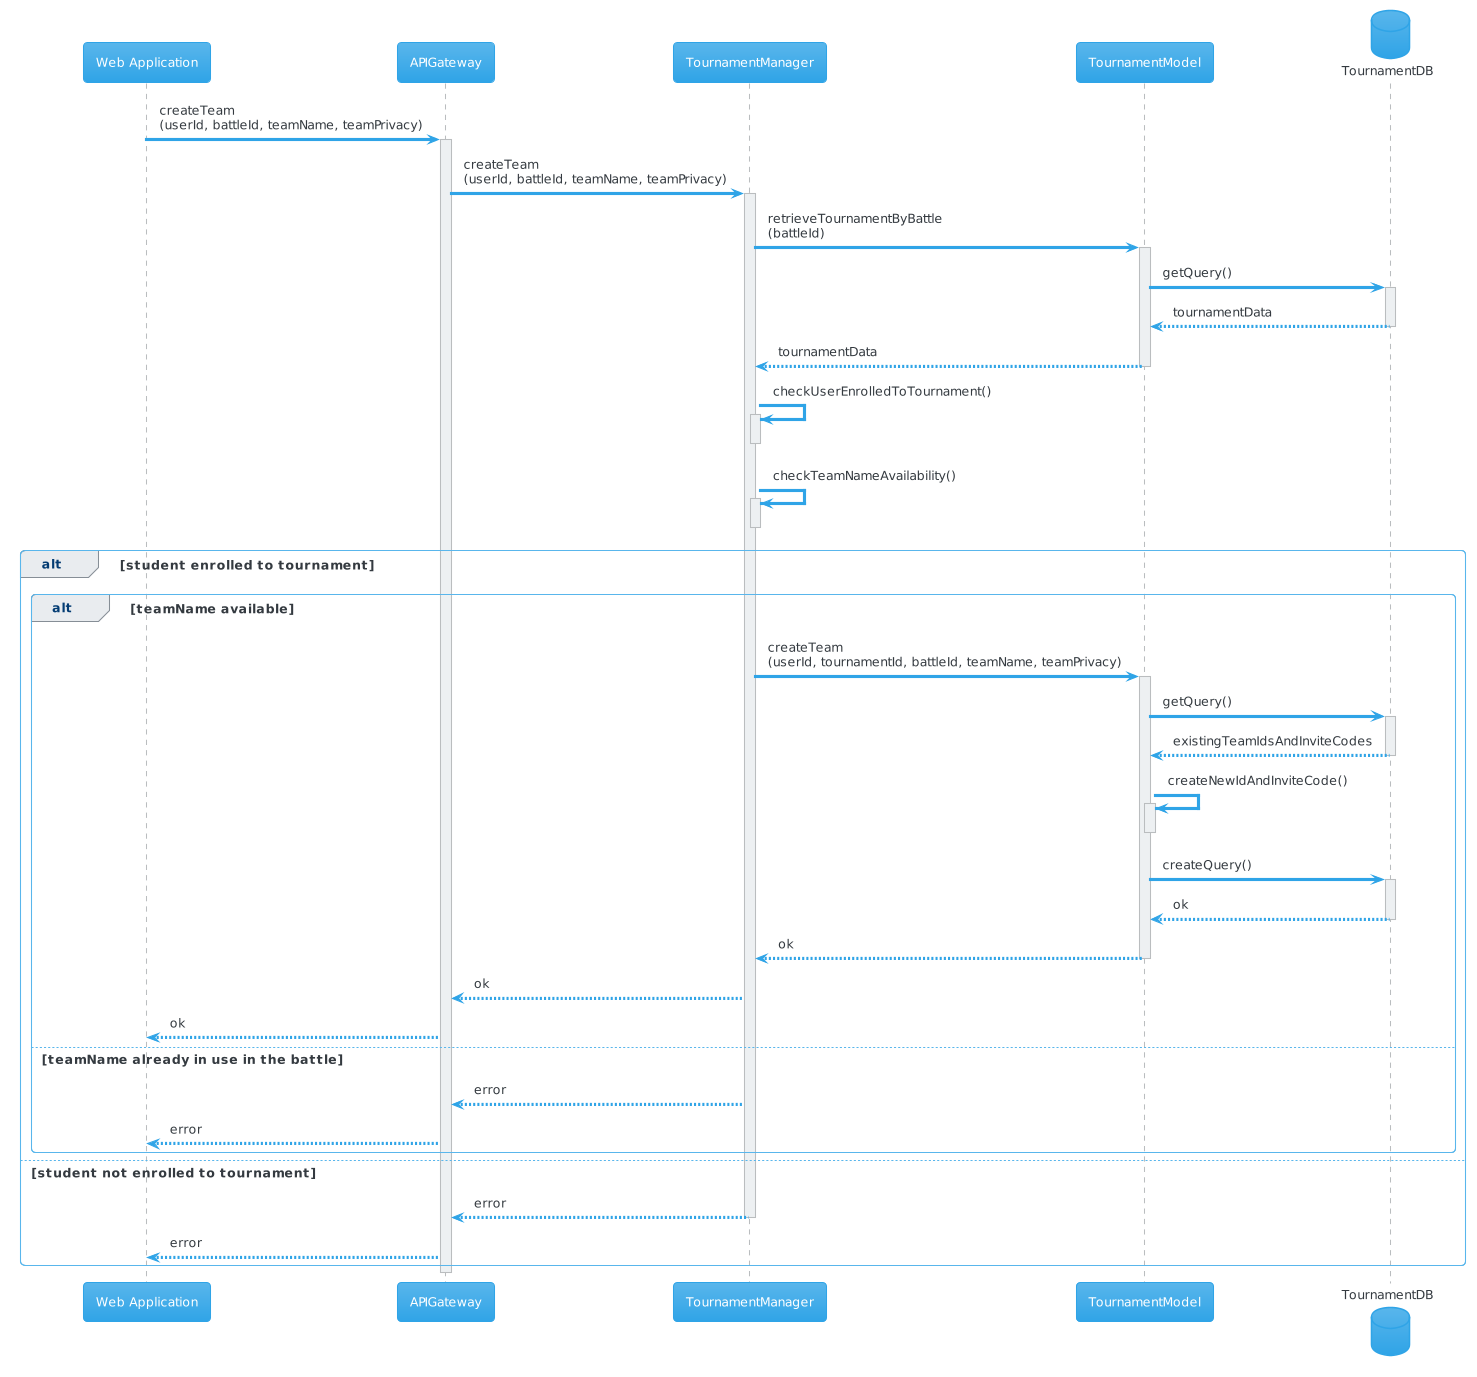 TournamentDB
Web Application
APIGateway
TournamentManager
TournamentModel
createTeam
(userId, battleId, teamName, teamPrivacy)
createTeam
(userId, battleId, teamName, teamPrivacy)
retrieveTournamentByBattle
(battleId)
getQuery()
tournamentData
tournamentData
checkUserEnrolledToTournament()
checkTeamNameAvailability()
alt [student enrolled to tournament]
alt [teamName available]
createTeam
(userId, tournamentId, battleId, teamName, teamPrivacy)
getQuery()
existingTeamIdsAndInviteCodes
createNewIdAndInviteCode()
createQuery()
ok
ok
ok
ok
[teamName already in use in the battle]
error
error
[student not enrolled to tournament]
error
error
Web Application
APIGateway
TournamentManager
TournamentModel
TournamentDB